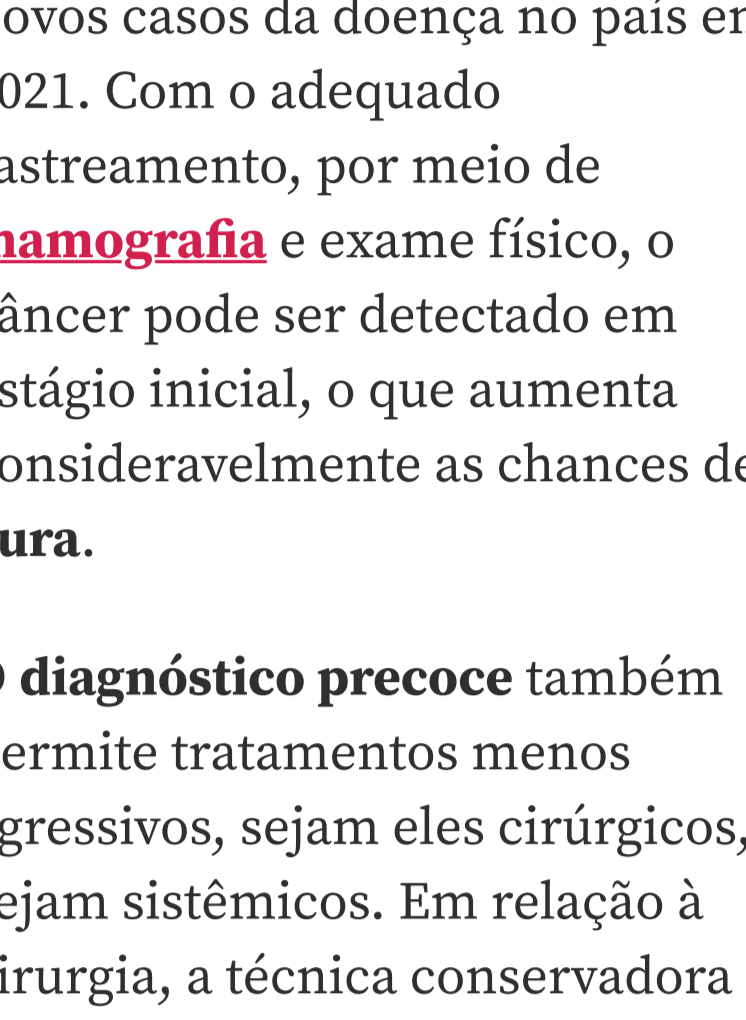 ovos casos da doença no país em
021. Com o adequado
astreamento, por meio de
mamografia e exame físico, o
âncer pode ser detectado em
stágio inicial, o que aumenta
onsideravelmente as chances de
ura.
O diagnóstico precoce também
ermite tratamentos menos
gressivos, sejam eles cirúrgicos,
ejam sistêmicos. Em relação à
irurgia, a técnica conservadora